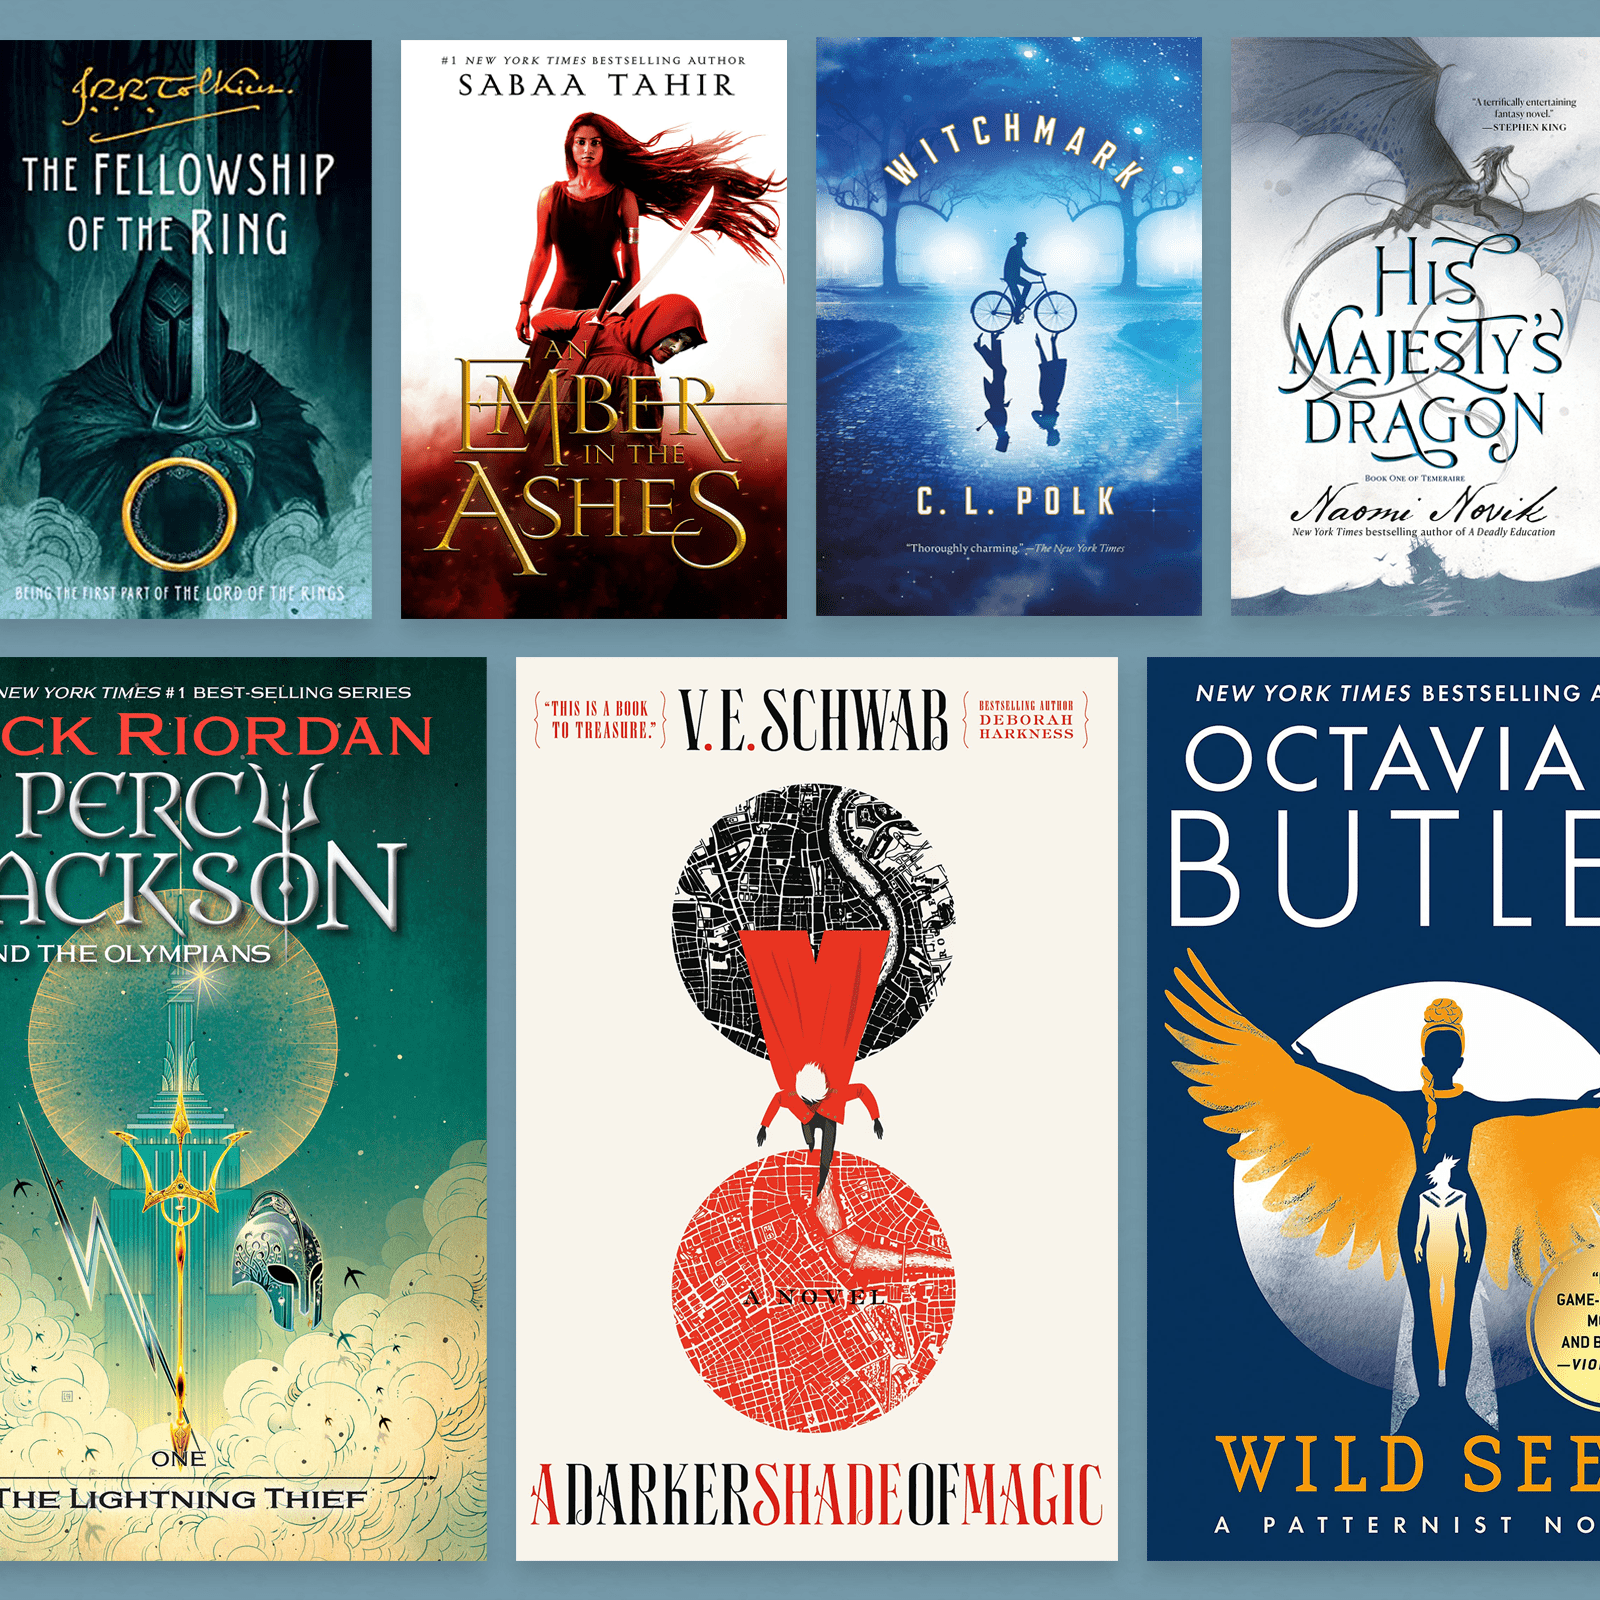 J.R.R. Tolkien.
THE FELLOWSHIP
OF THE RING
BEING THE FIRST PART OF THE LORD OF THE RINGS
#1 NEW YORK TIMES BESTSELLING AUTHOR
SABAA TAHIR
AN
EMBER
IN THE
ASHES
WITCHMARK
C. L. POLK
"Thoroughly charming." —The New York Times
"A terrifically entertaining
fantasy novel."
—STEPHEN KING
HIS
MAJESTY'S
DRAGON
BOOK ONE OF TEMERAIRE
Naomi Novik
New York Times bestselling author of A Deadly Education
NEW YORK TIMES #1 BEST-SELLING SERIES
CK RIORDAN
PERCY
ACKSON
ND THE OLYMPIANS
ONE
THE LIGHTNING THIEF
"THIS IS A BOOK
TO TREASURE."
V.E. SCHWAB
BESTSELLING AUTHOR
DEBORAH
HARKNESS
A NOVEL
A DARKER SHADE OF MAGIC
NEW YORK TIMES BESTSELLING A
OCTAVIA
BUTLE
"
GAME-
M
AND B
—VIO
WILD SEE
A PATTERNIST NO